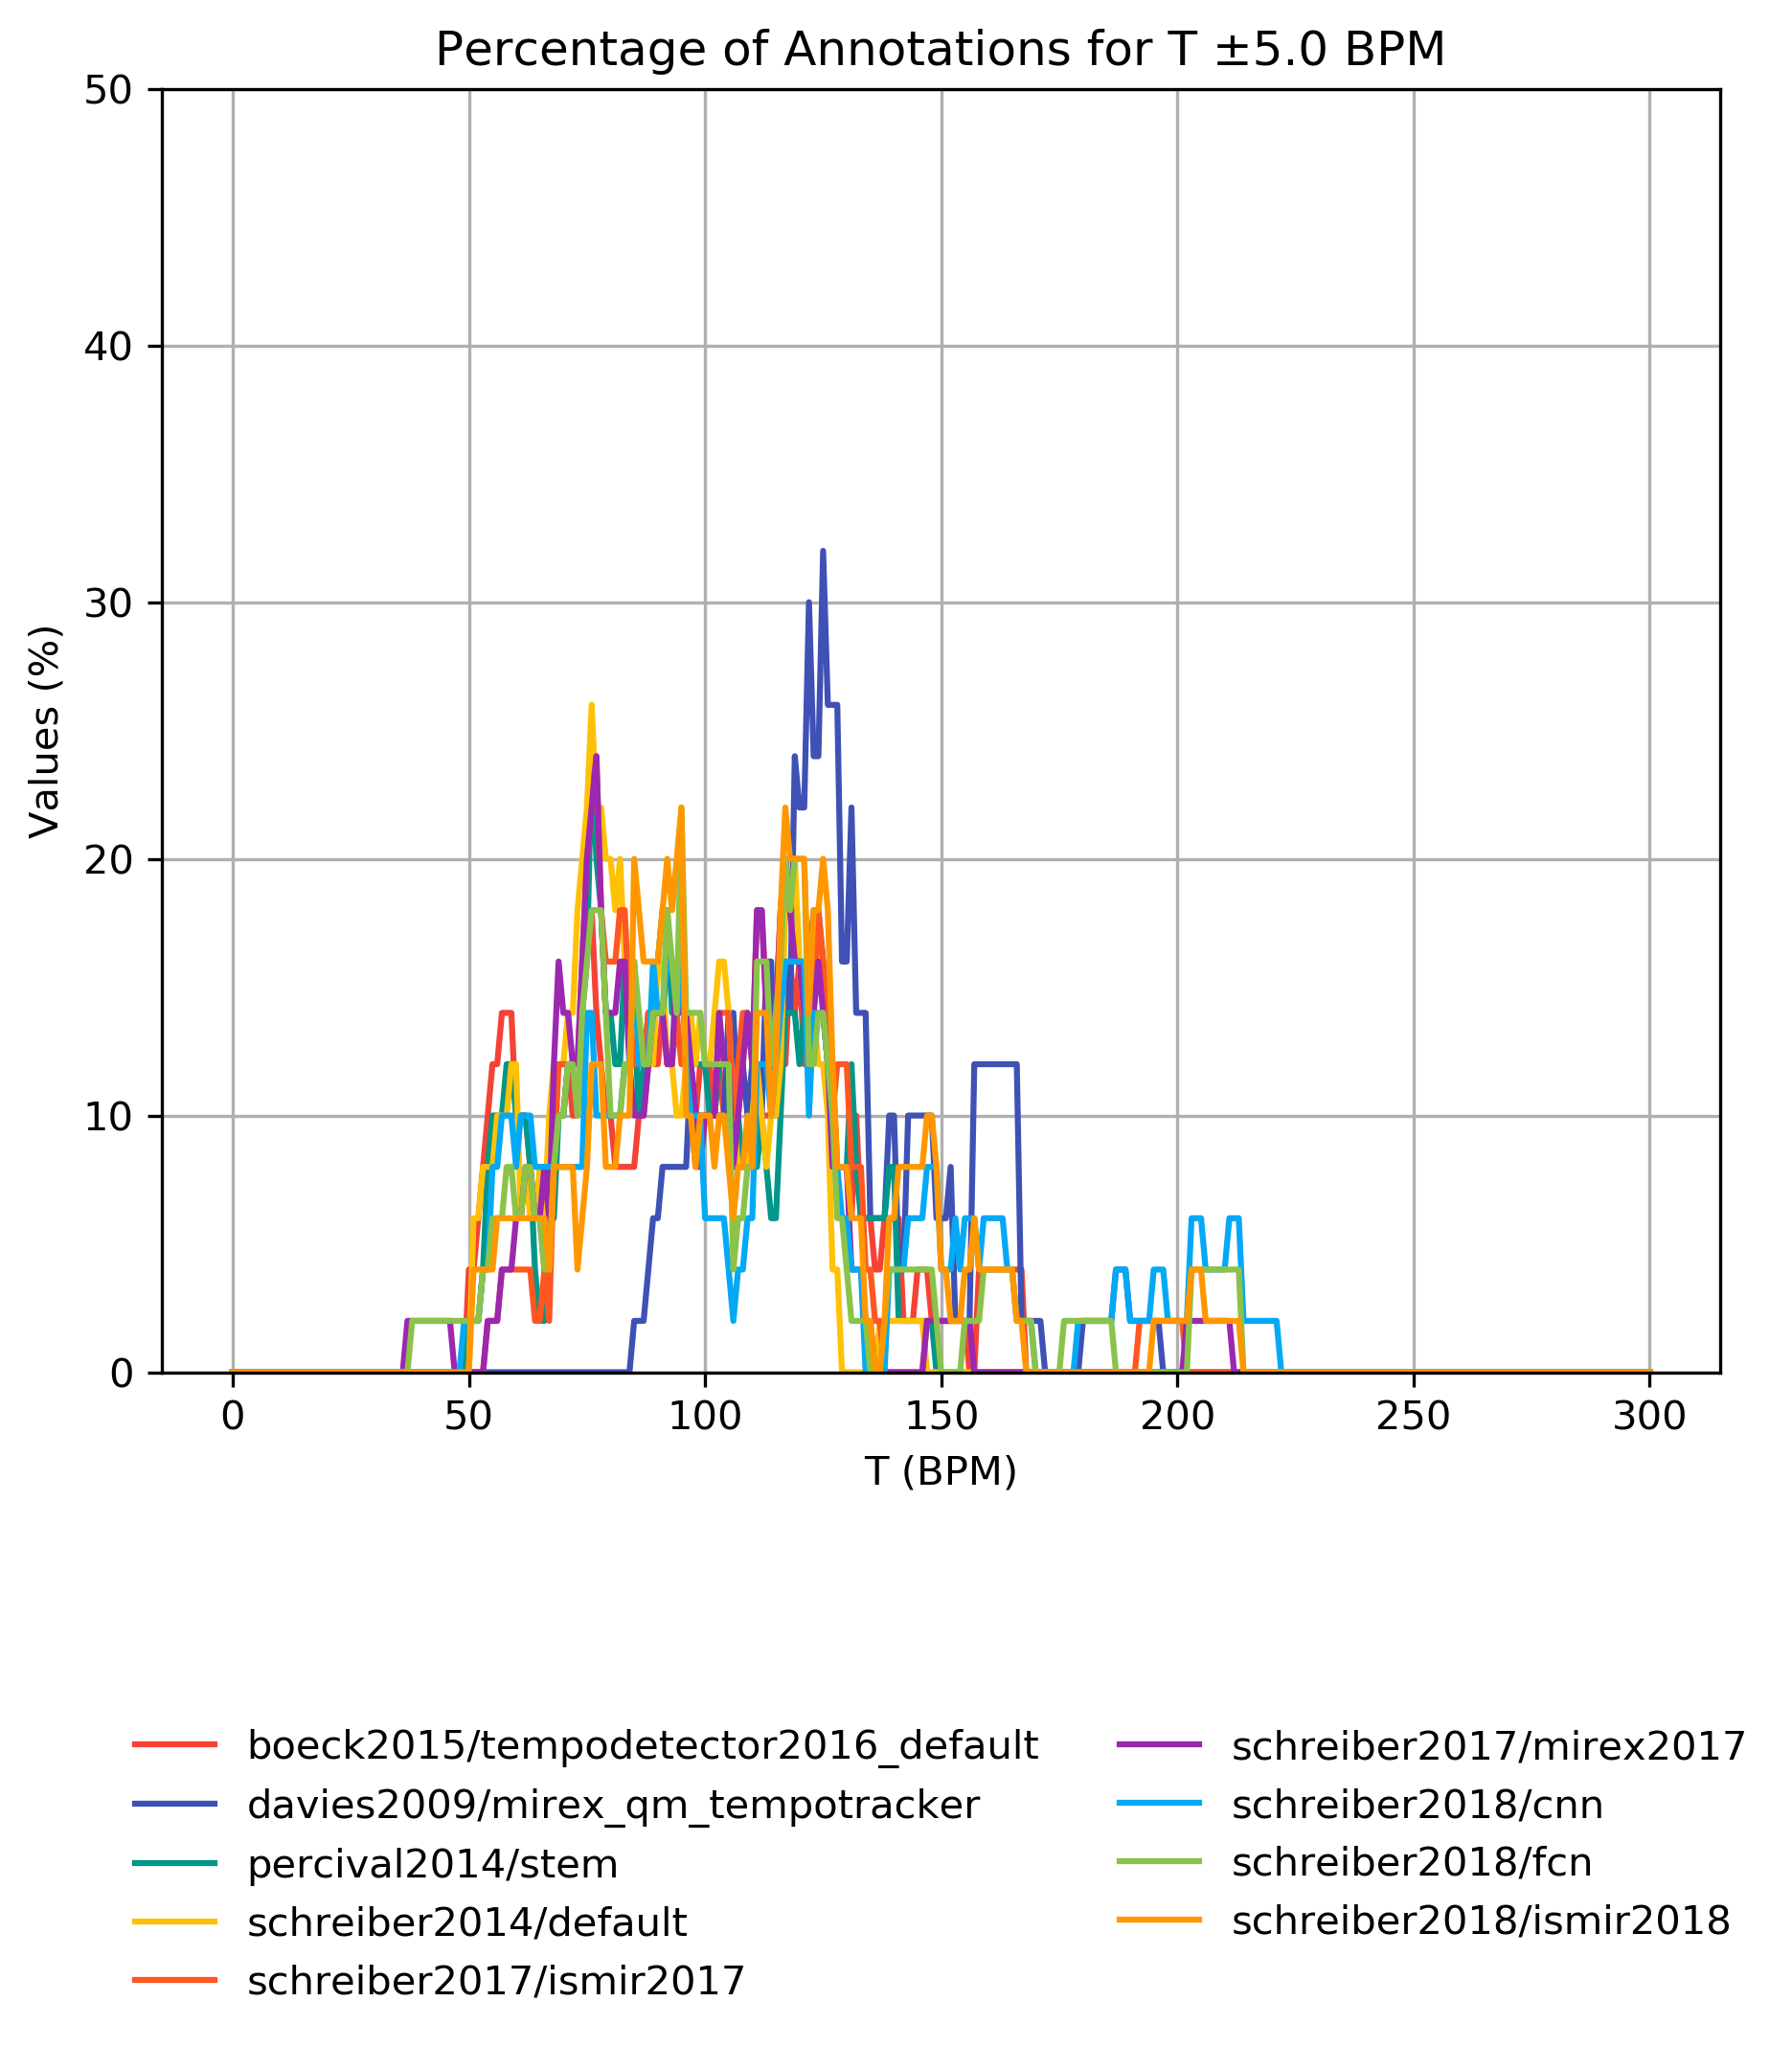 Percentage of Annotations for T ±5.0 BPM
50
40
30
20
10
0
Values (%)
0 50 100 150 200 250 300
T (BPM)
boeck2015/tempodetector2016_default
davies2009/mirex_qm_tempotracker
percival2014/stem
schreiber2014/default
schreiber2017/ismir2017
schreiber2017/mirex2017
schreiber2018/cnn
schreiber2018/fcn
schreiber2018/ismir2018